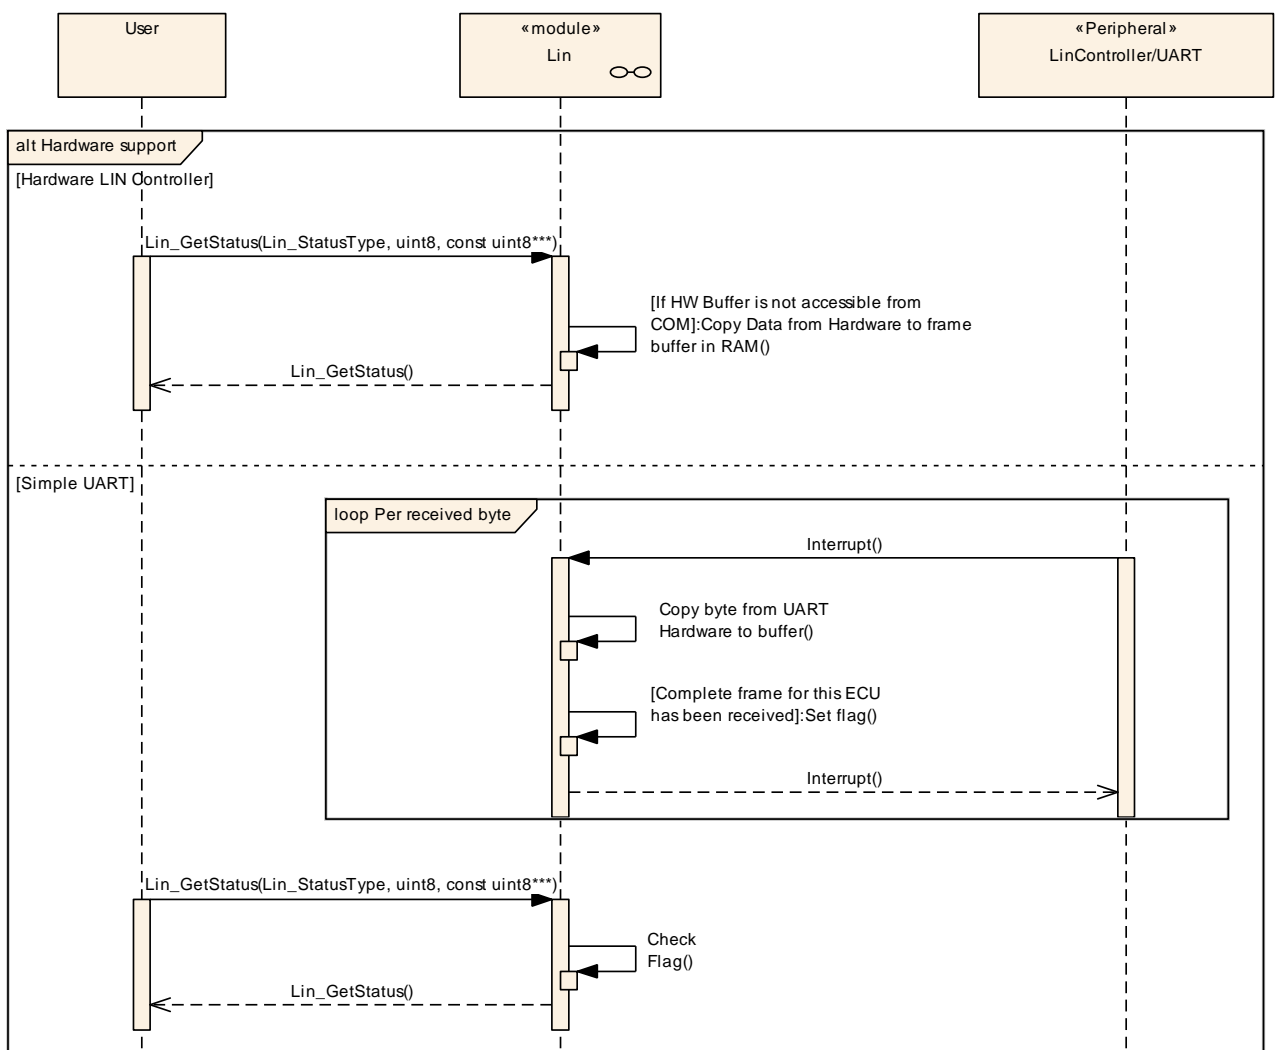 User
«module»
Lin
«Peripheral»
LinController/UART
alt Hardware support
[Hardware LIN Controller]
Lin_GetStatus(Lin_StatusType, uint8, const uint8***)
[If HW Buffer is not accessible from
COM]:Copy Data from Hardware to frame
buffer in RAM()
Lin_GetStatus()
[Simple UART]
loop Per received byte
Interrupt()
Copy byte from UART
Hardware to buffer()
[Complete frame for this ECU
has been received]:Set flag()
Interrupt()
Lin_GetStatus(Lin_StatusType, uint8, const uint8***)
Check
Flag()
Lin_GetStatus()